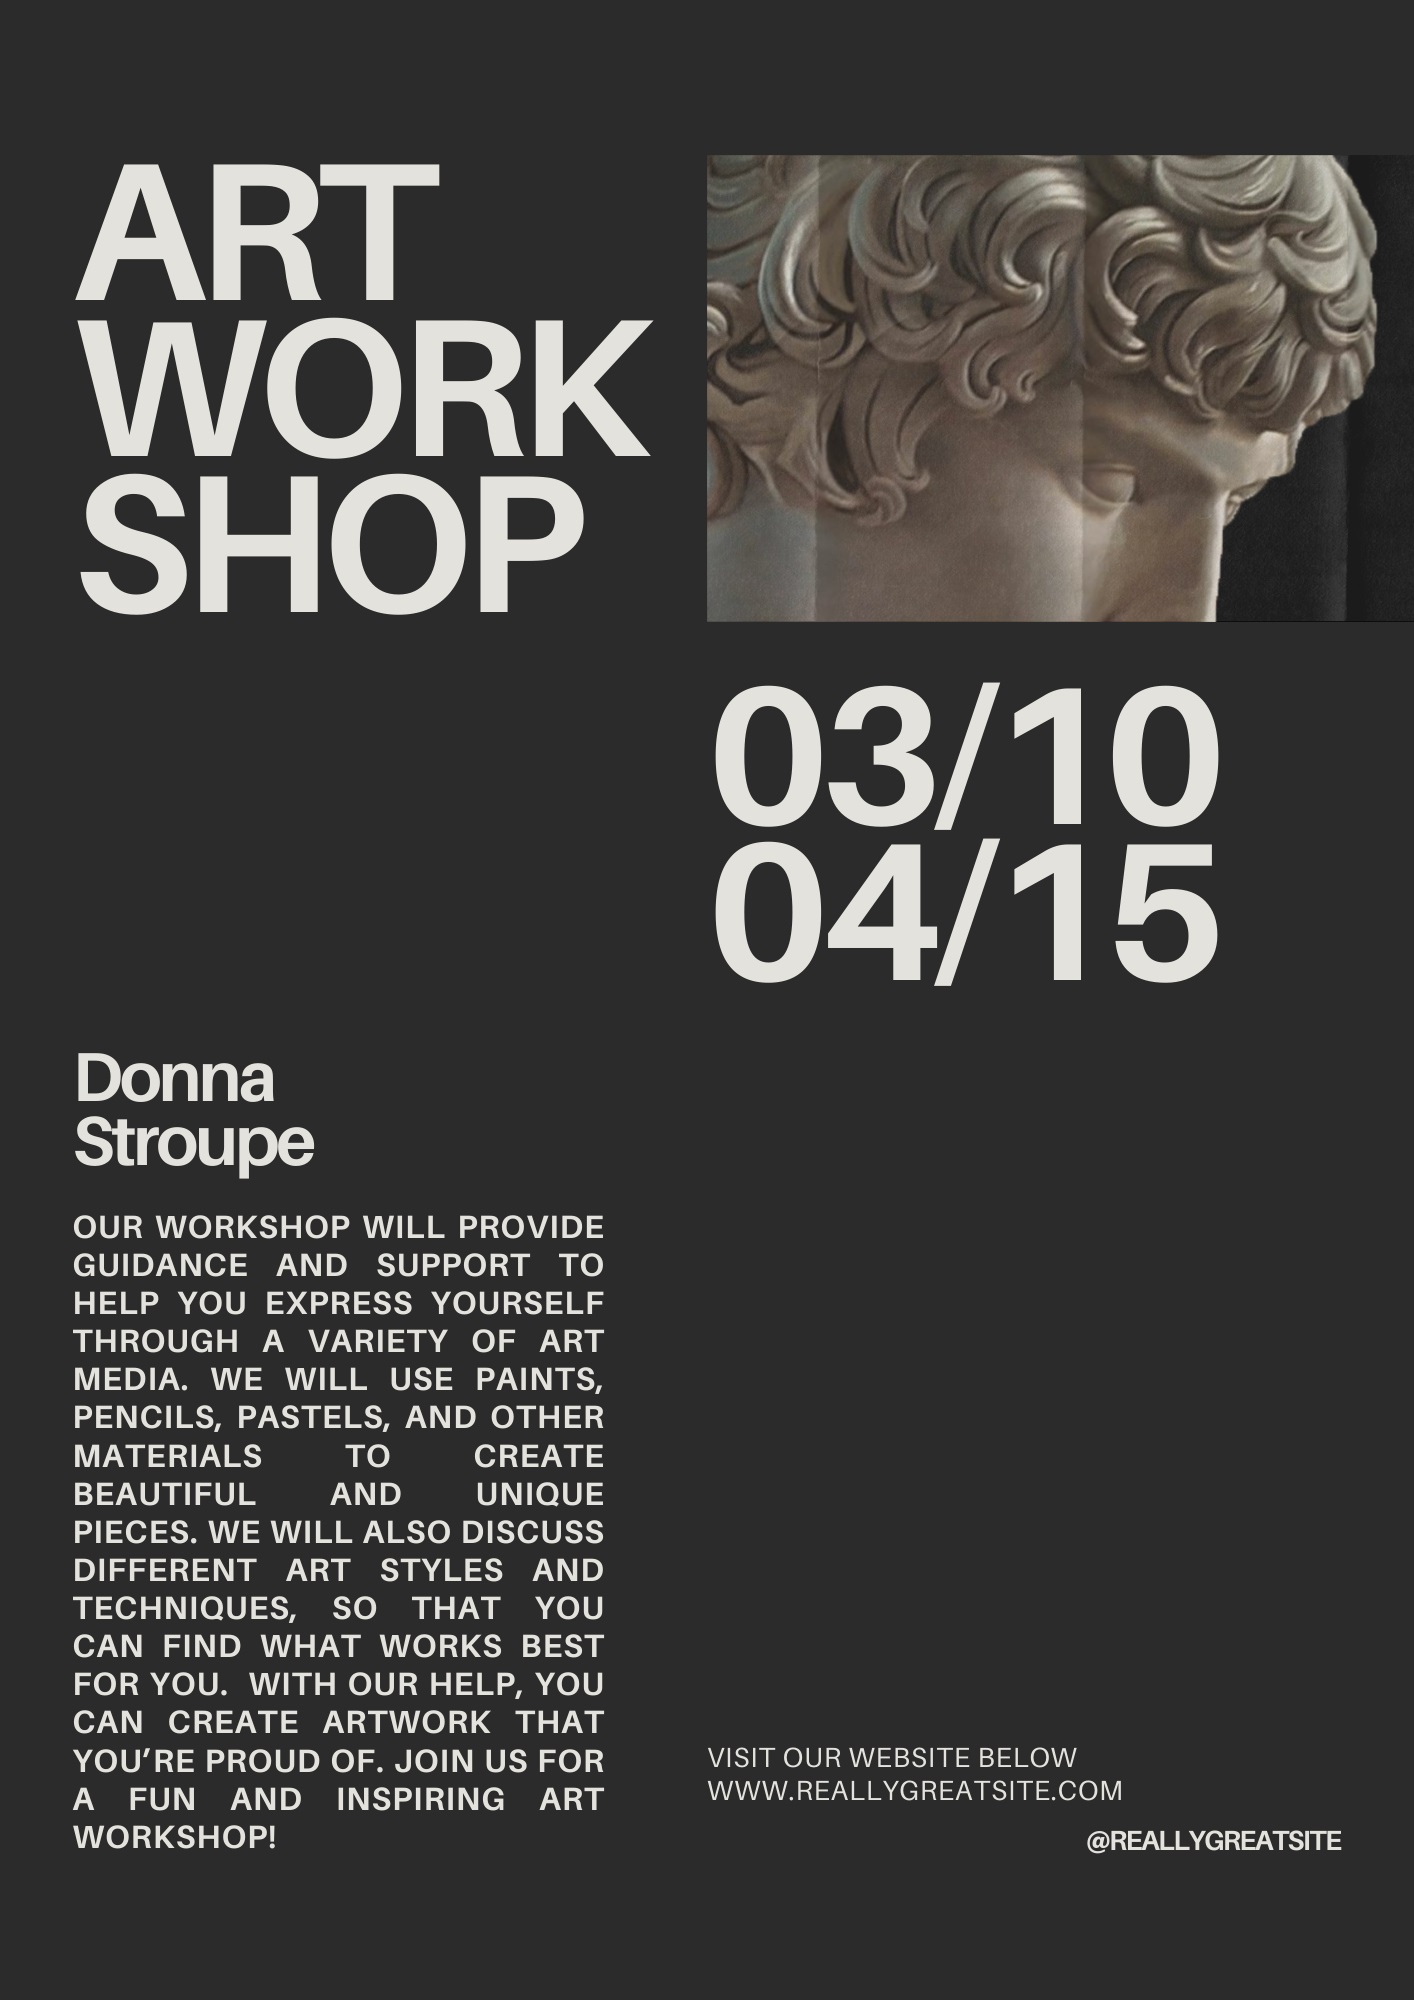 ART
WORK
SHOP
03/10
04/15
Donna
Stroupe
OUR WORKSHOP WILL PROVIDE
GUIDANCE AND SUPPORT TO
HELP YOU EXPRESS YOURSELF
THROUGH A VARIETY OF ART
MEDIA. WE WILL USE PAINTS,
PENCILS, PASTELS, AND OTHER
MATERIALS TO CREATE
BEAUTIFUL AND UNIQUE
PIECES. WE WILL ALSO DISCUSS
DIFFERENT ART STYLES AND
TECHNIQUES, SO THAT YOU
CAN FIND WHAT WORKS BEST
FOR YOU. WITH OUR HELP, YOU
CAN CREATE ARTWORK THAT
YOU’RE PROUD OF. JOIN US FOR
A FUN AND INSPIRING ART
WORKSHOP!
VISIT OUR WEBSITE BELOW
WWW.REALLYGREATSITE.COM
@REALLYGREATSITE